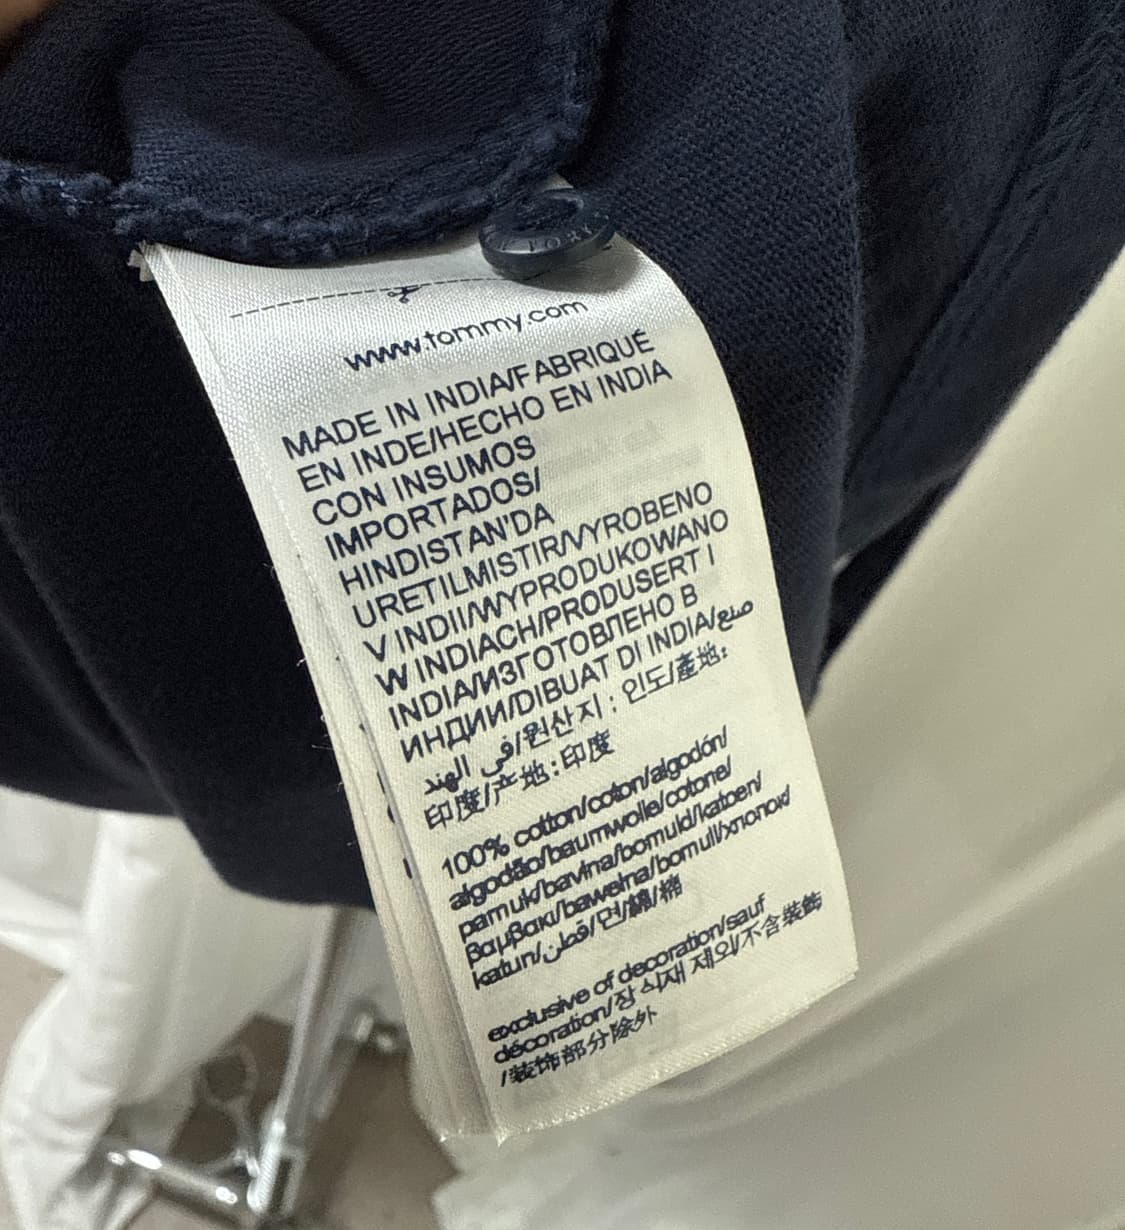 www.tommy.com
MADE IN INDIA/FABRIQUÉ
EN INDE/HECHO EN INDIA
CON INSUMOS
IMPORTADOS/
HINDISTAN'DA
URETILMISTIR/VYROBENO
V INDII/WYPRODUKOWANO
W INDIACH/PRODUSERT I
INDIA/ИЗГОТОВЛЕНО В
ИНДИИ/DIBUAT DI INDIA/صنع
في الهند/원산지 : 인도/產地:
印度/产地:印度
100% cotton/coton/algodón/
algodão/baumwolle/cotone/
pamuk/bavlna/bomuld/katoen/
βαμβακι/bawełna/bomull/хлопок/
katun/قطن/면/綿/棉
exclusive of decoration/sauf
décoration/장 식재 제외/不含装飾
/装饰部分除外